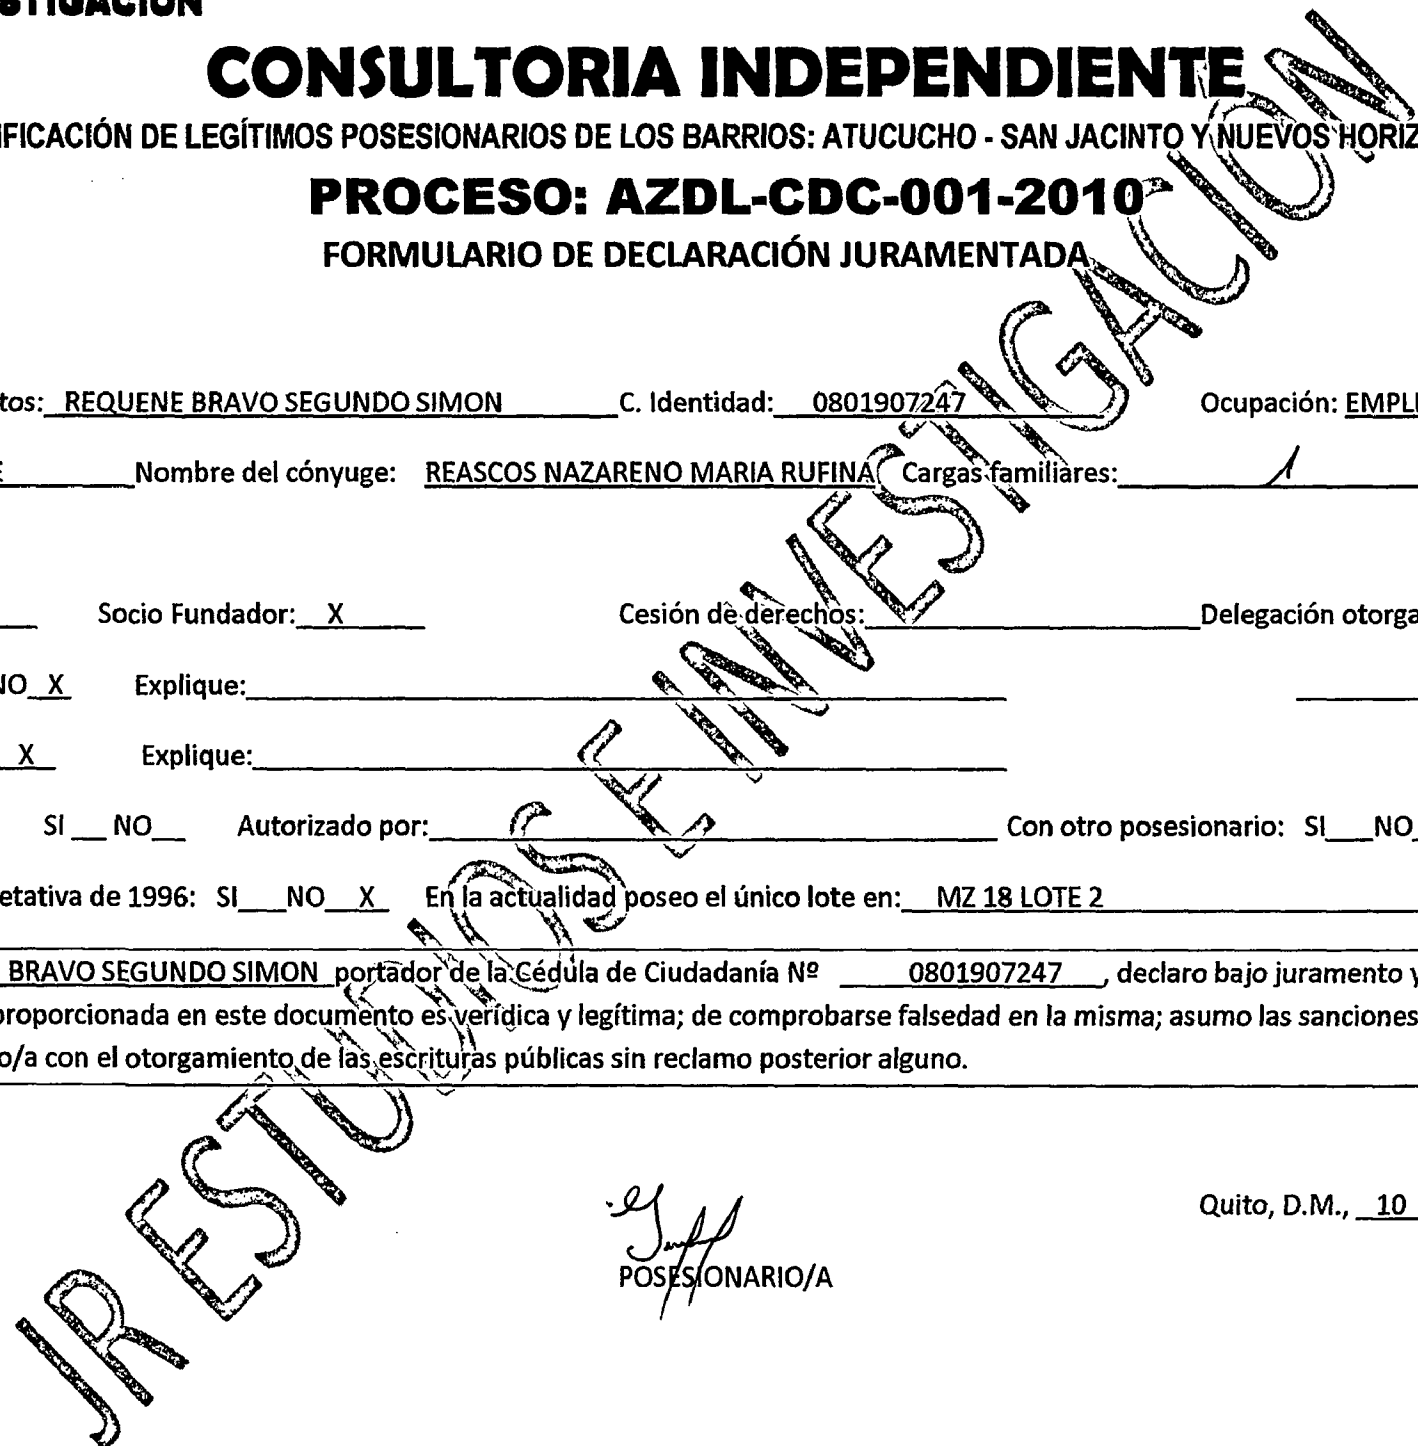 CONSULTORIA INDEPENDIENTE
IFICACIÓN DE LEGÍTIMOS POSESIONARIOS DE LOS BARRIOS: ATUCUCHO - SAN JACINTO Y NUEVOS HORIZ
PROCESO: AZDL-CDC-001-2010
FORMULARIO DE DECLARACIÓN JURAMENTADA
tos: REQUENE BRAVO SEGUNDO SIMON C. Identidad: 0801907247 Ocupación: EMPL
Nombre del cónyuge: REASCOS NAZARENO MARIA RUFINA Cargas familiares: 1
Socio Fundador: X Cesión de derechos: Delegación otorga
NO X Explique:
X Explique:
SI __ NO__ Autorizado por: Con otro posesionario: SI___NO_
etativa de 1996: SI___NO__X En la actualidad poseo el único lote en: MZ 18 LOTE 2
BRAVO SEGUNDO SIMON portador de la Cédula de Ciudadanía Nº 0801907247 , declaro bajo juramento y
proporcionada en este documento es verídica y legítima; de comprobarse falsedad en la misma; asumo las sanciones
o/a con el otorgamiento de las escrituras públicas sin reclamo posterior alguno.
Quito, D.M., 10
POSESIONARIO/A
JR ESTUDIOS E INVESTIGACION